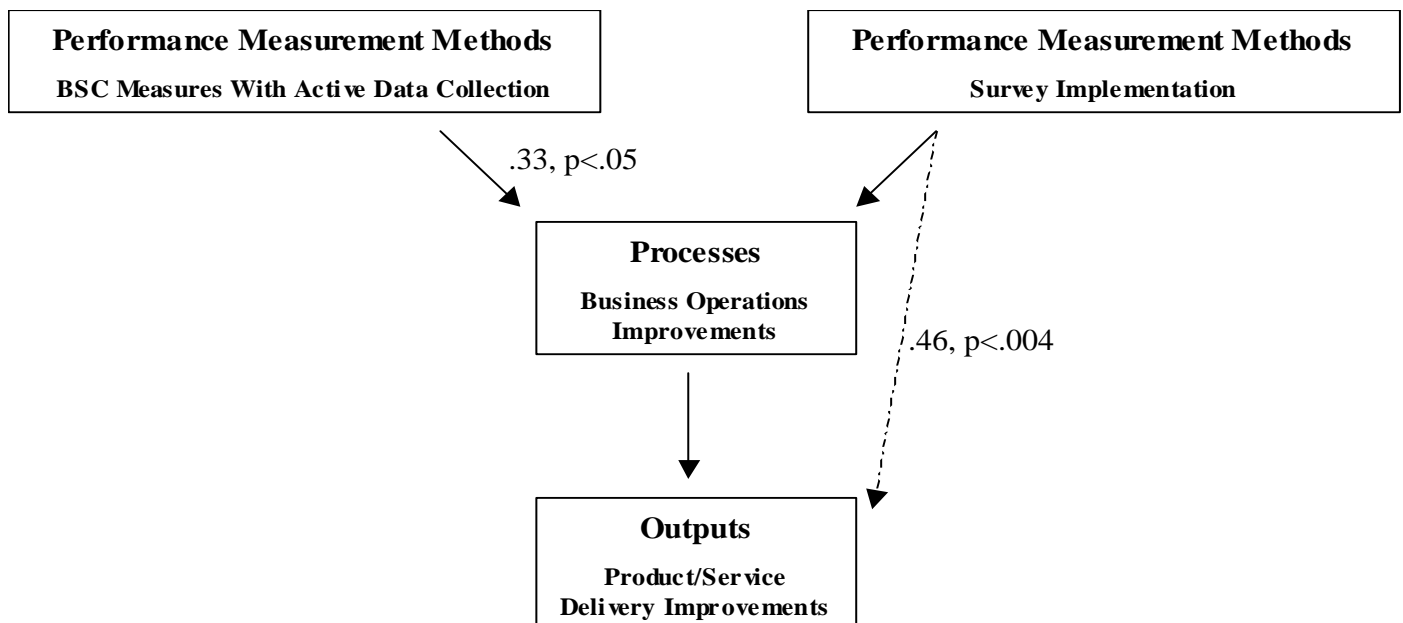 Performance Measurement Methods
BSC Measures With Active Data Collection
Performance Measurement Methods
Survey Implementation
.33, p<.05
Processes
Business Operations
Improvements
.46, p<.004
Outputs
Product/Service
Delivery Improvements